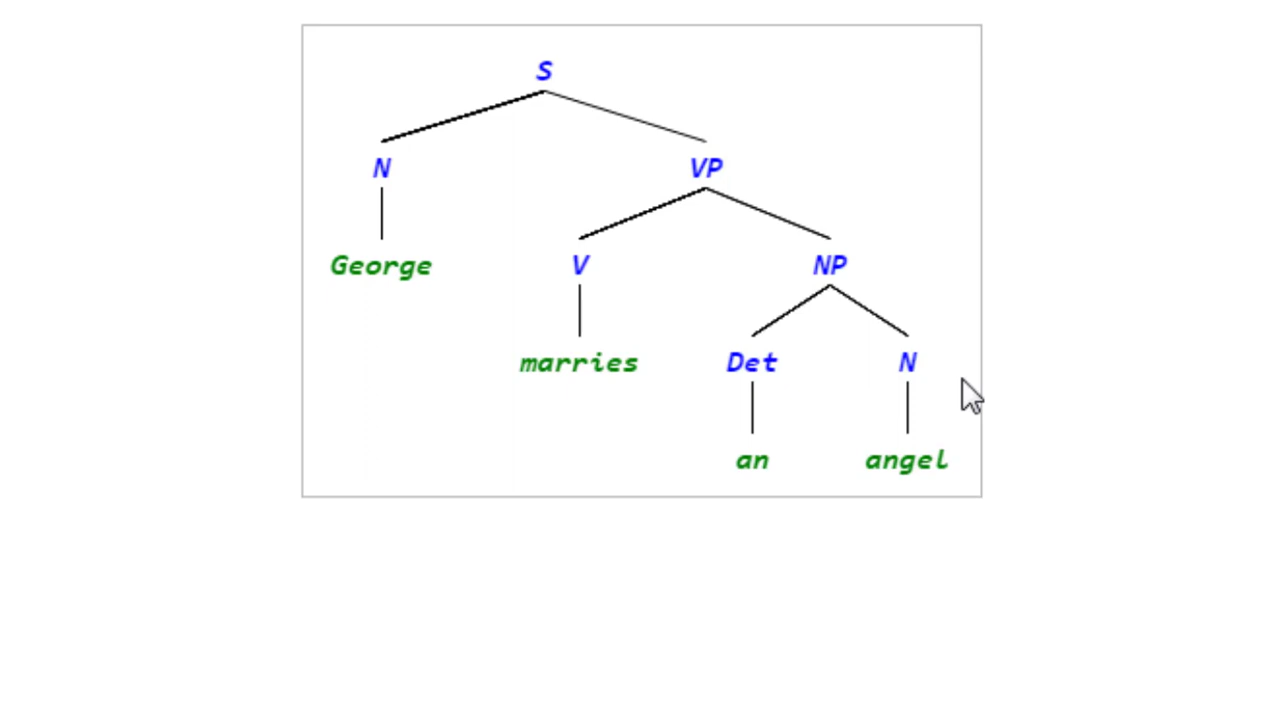 S
N VP
George V NP
marries Det N
an angel